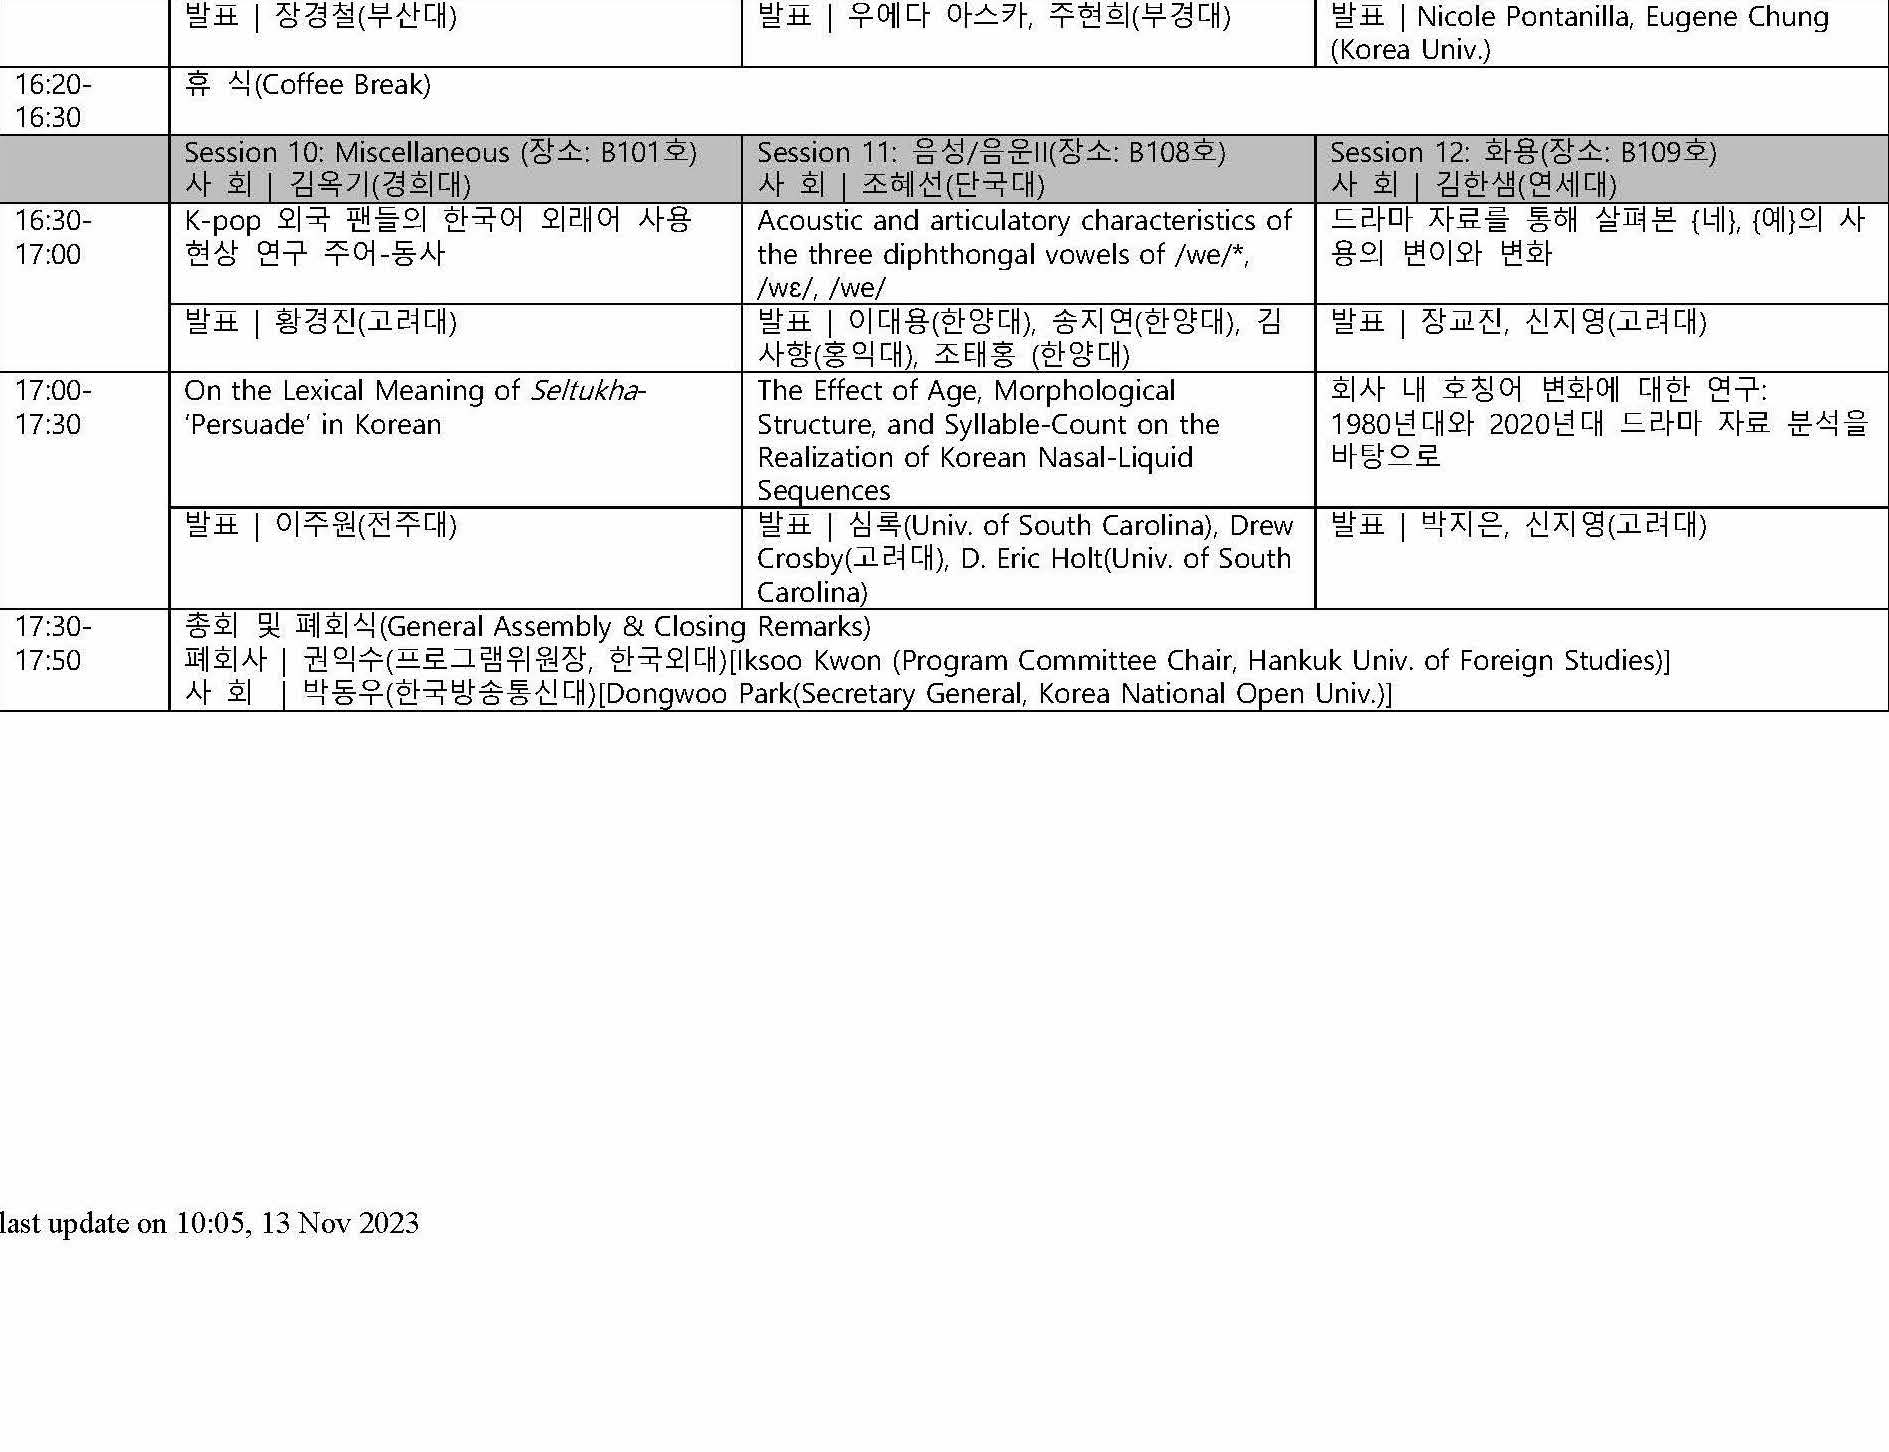 발표 | 장경철(부산대)
발표 | 우에다 아스카, 주현희(부경대)
발표 | Nicole Pontanilla, Eugene Chung
(Korea Univ.)
16:20-
16:30
휴 식(Coffee Break)
Session 10: Miscellaneous (장소: B101호)
사 회 | 김옥기(경희대)
Session 11: 음성/음운II(장소: B108호)
사 회 | 조혜선(단국대)
Session 12: 화용(장소: B109호)
사 회 | 김한샘(연세대)
16:30-
17:00
K-pop 외국 팬들의 한국어 외래어 사용
현상 연구 주어-동사
Acoustic and articulatory characteristics of
the three diphthongal vowels of /we/*,
/wɛ/, /we/
드라마 자료를 통해 살펴본 {네}, {예}의 사
용의 변이와 변화
발표 | 황경진(고려대)
발표 | 이대용(한양대), 송지연(한양대), 김
사향(홍익대), 조태홍 (한양대)
발표 | 장교진, 신지영(고려대)
17:00-
17:30
On the Lexical Meaning of Seltukha-
‘Persuade’ in Korean
The Effect of Age, Morphological
Structure, and Syllable-Count on the
Realization of Korean Nasal-Liquid
Sequences
회사 내 호칭어 변화에 대한 연구:
1980년대와 2020년대 드라마 자료 분석을
바탕으로
발표 | 이주원(전주대)
발표 | 심록(Univ. of South Carolina), Drew
Crosby(고려대), D. Eric Holt(Univ. of South
Carolina)
발표 | 박지은, 신지영(고려대)
17:30-
17:50
총회 및 폐회식(General Assembly & Closing Remarks)
폐회사 | 권익수(프로그램위원장, 한국외대)[Iksoo Kwon (Program Committee Chair, Hankuk Univ. of Foreign Studies)]
사 회 | 박동우(한국방송통신대)[Dongwoo Park(Secretary General, Korea National Open Univ.)]
last update on 10:05, 13 Nov 2023